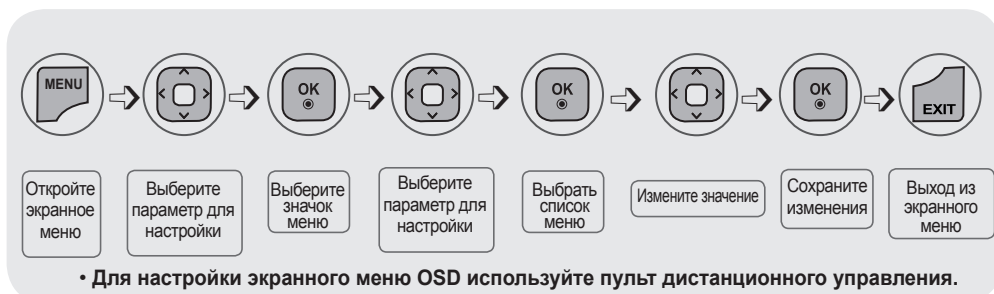 MENU
OK
OK
OK
EXIT
Откройте
экранное
меню
Выберите
параметр для
настройки
Выберите
значок
меню
Выберите
параметр для
настройки
Выбрать
список
меню
Измените значение
Сохраните
изменения
Выход из
экранного
меню
• Для настройки экранного меню OSD используйте пульт дистанционного управления.